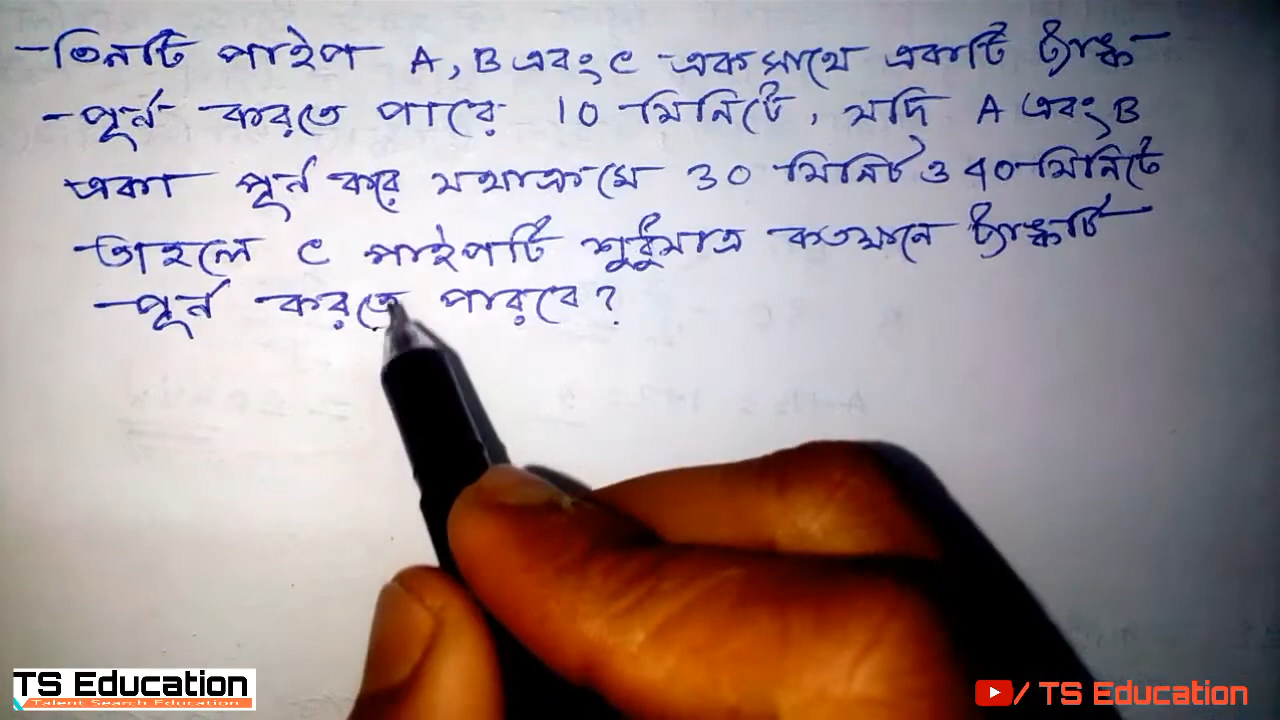 তিনটি পাইপ A, B এবং C একসাথে একটি ট্যাঙ্ক
পূর্ন করতে পারে 10 মিনিটে, যদি A এবং B
একা পূর্ন করে যথাক্রমে 30 মিনিট ও 40 মিনিটে
তাহলে C পাইপটি শুধুমাত্র কতক্ষনে ট্যাঙ্কটি
পূর্ন করতে পারবে?
TS Education
Talent Search Education
/ TS Education